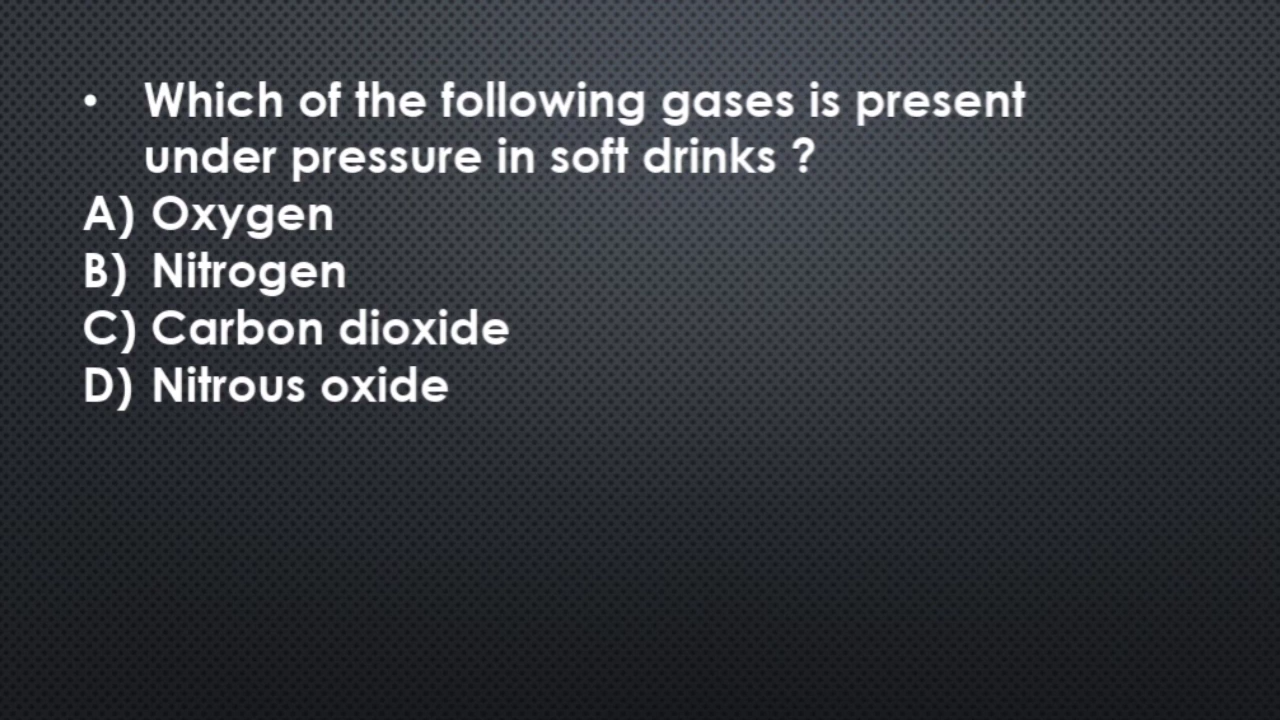 • Which of the following gases is present
under pressure in soft drinks ?
A) Oxygen
B) Nitrogen
C) Carbon dioxide
D) Nitrous oxide